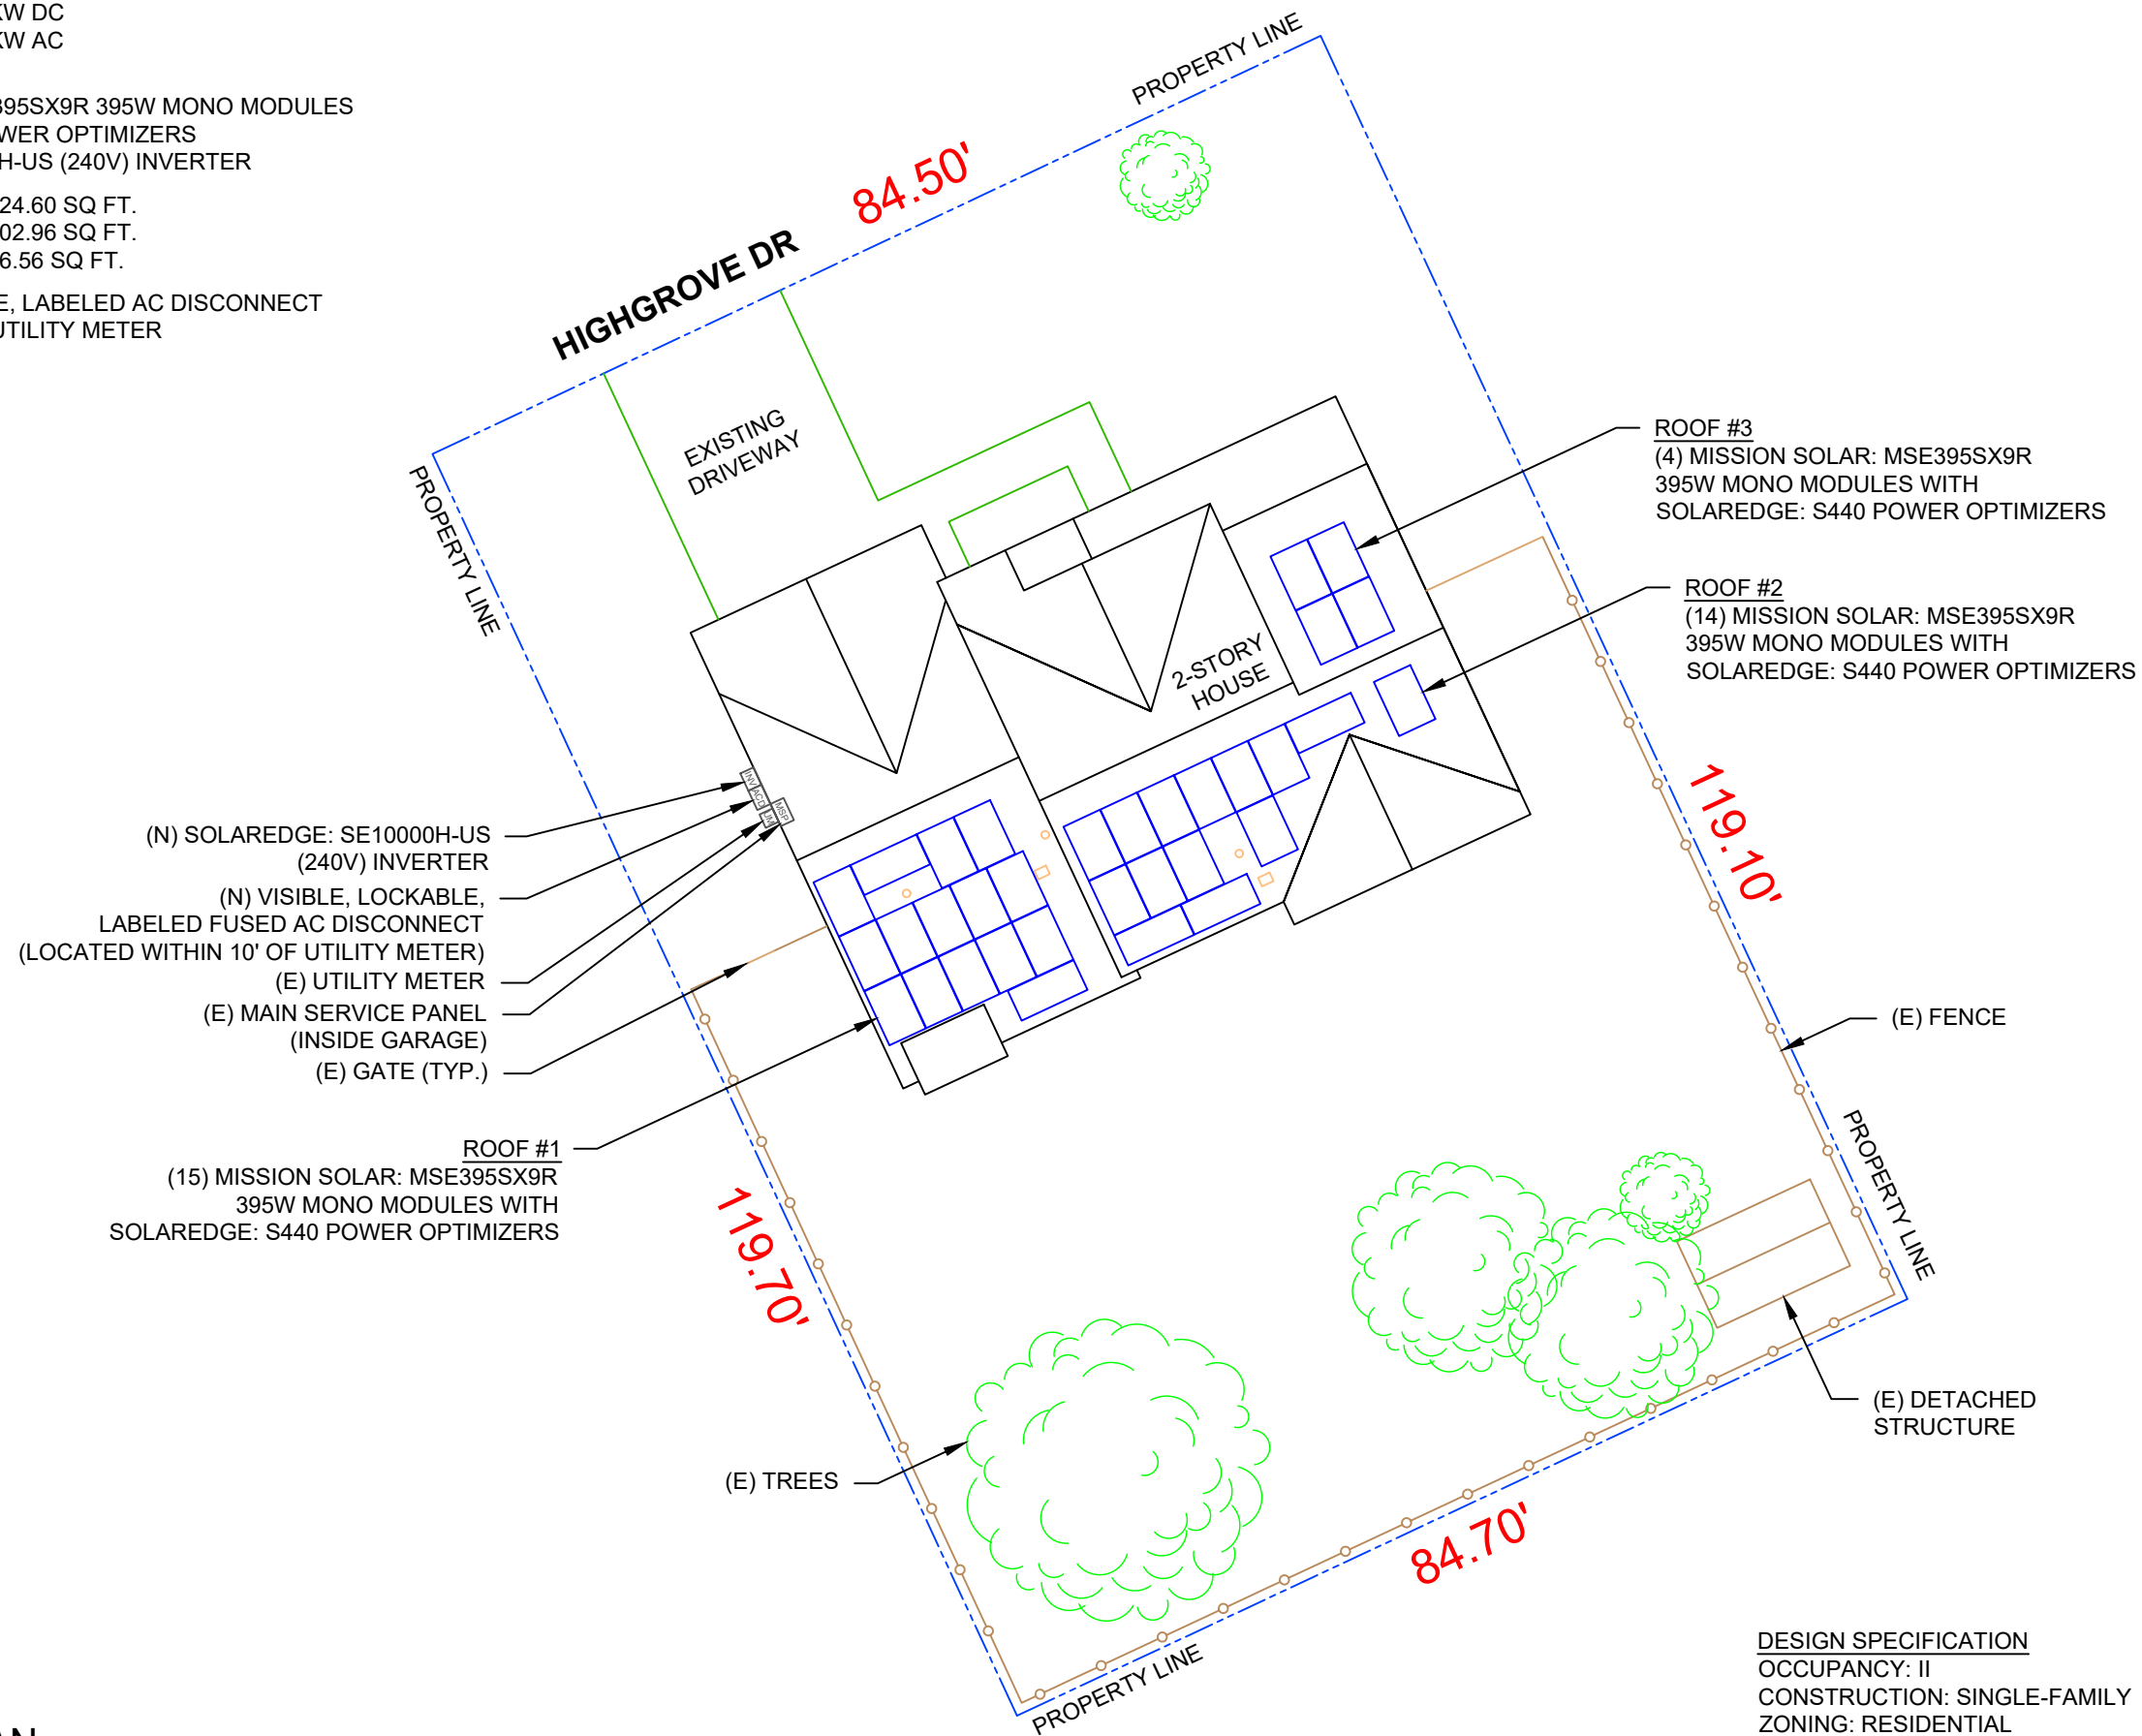 KW DC
KW AC
395SX9R 395W MONO MODULES
WER OPTIMIZERS
H-US (240V) INVERTER
24.60 SQ FT.
02.96 SQ FT.
6.56 SQ FT.
E, LABELED AC DISCONNECT
UTILITY METER
PROPERTY LINE
84.50'
HIGHGROVE DR
EXISTING
DRIVEWAY
PROPERTY LINE
ROOF #3
(4) MISSION SOLAR: MSE395SX9R
395W MONO MODULES WITH
SOLAREDGE: S440 POWER OPTIMIZERS
ROOF #2
(14) MISSION SOLAR: MSE395SX9R
395W MONO MODULES WITH
SOLAREDGE: S440 POWER OPTIMIZERS
2-STORY
HOUSE
INV
ACD
UM
MSP
119.10'
(N) SOLAREDGE: SE10000H-US
(240V) INVERTER
(N) VISIBLE, LOCKABLE,
LABELED FUSED AC DISCONNECT
(LOCATED WITHIN 10' OF UTILITY METER)
(E) UTILITY METER
(E) MAIN SERVICE PANEL
(INSIDE GARAGE)
(E) GATE (TYP.)
(E) FENCE
ROOF #1
(15) MISSION SOLAR: MSE395SX9R
395W MONO MODULES WITH
SOLAREDGE: S440 POWER OPTIMIZERS
PROPERTY LINE
119.70'
(E) DETACHED
STRUCTURE
(E) TREES
84.70'
PROPERTY LINE
DESIGN SPECIFICATION
OCCUPANCY: II
CONSTRUCTION: SINGLE-FAMILY
ZONING: RESIDENTIAL